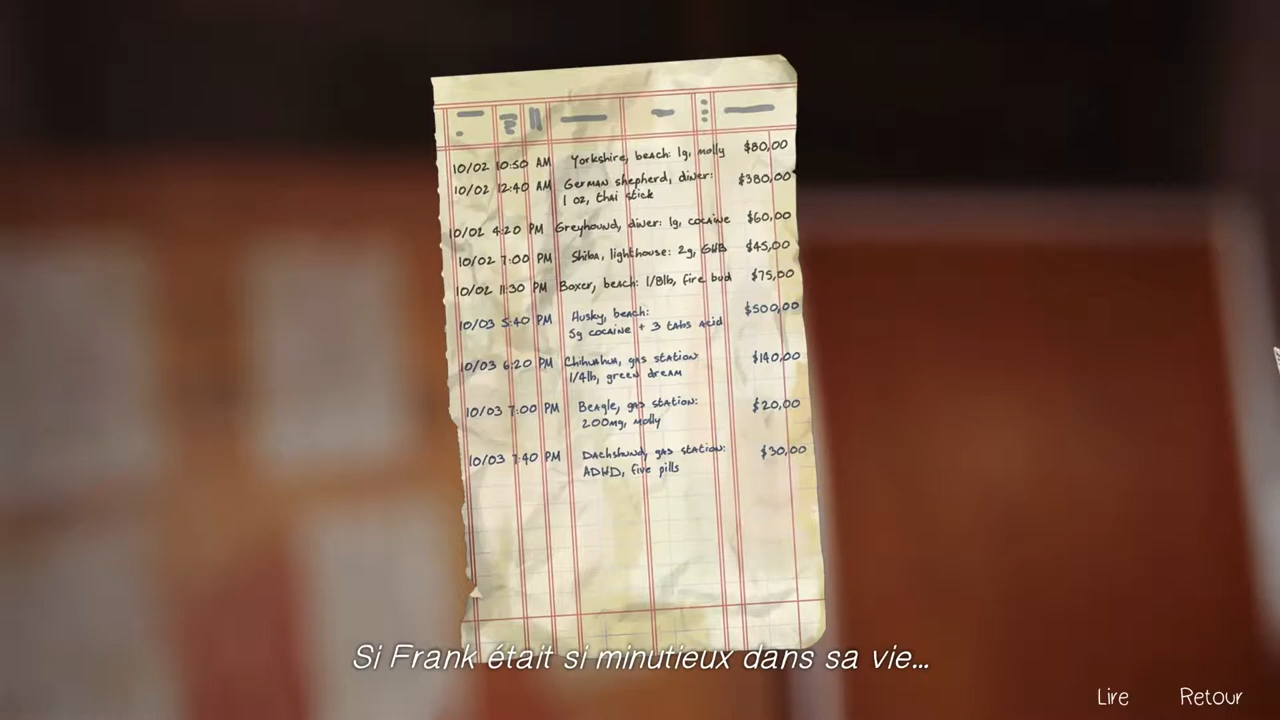 10/02 10:50 AM Yorkshire, beach: 1g, molly $80,00
10/02 12:40 AM German shepherd, diner: $380,00
1 oz, thai stick
10/02 4:20 PM Greyhound, diner: 1g, cocaine $60,00
10/02 7:00 PM Shiba, lighthouse: 2g, GHB $45,00
10/02 11:30 PM Boxer, beach: 1/8lb, fire bud $75,00
10/03 5:40 PM Husky, beach: $500,00
5g cocaine + 3 tabs acid
10/03 6:20 PM Chihuahua, gas station: $140,00
1/4lb, green dream
10/03 7:00 PM Beagle, gas station: $20,00
200mg, molly
10/03 7:40 PM Dachshund, gas station: $30,00
ADHD, five pills
Si Frank était si minutieux dans sa vie...
Lire Retour